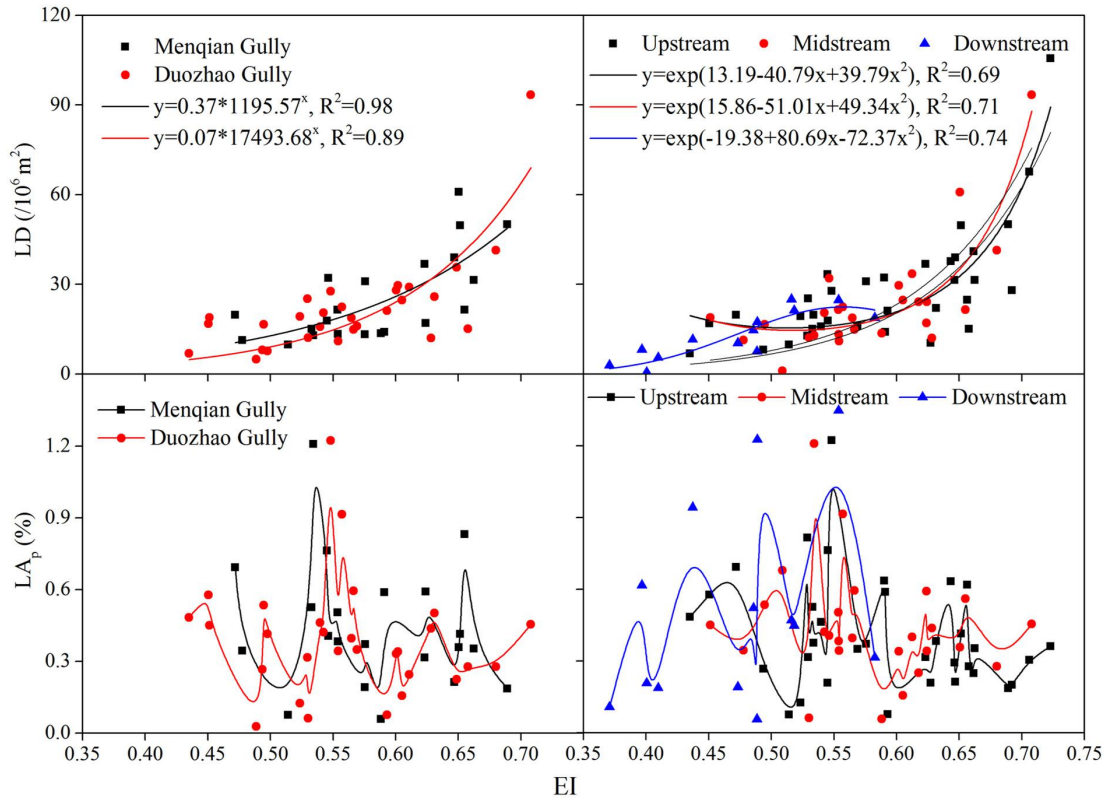 120
90
60
30
0
LD (/10⁶ m²)
Menqian Gully
Duozhao Gully
y=0.37*1195.57ˣ, R²=0.98
y=0.07*17493.68ˣ, R²=0.89
Upstream Midstream Downstream
y=exp(13.19-40.79x+39.79x²), R²=0.69
y=exp(15.86-51.01x+49.34x²), R²=0.71
y=exp(-19.38+80.69x-72.37x²), R²=0.74
1.2
0.9
0.6
0.3
0.0
LAₚ (%)
Menqian Gully
Duozhao Gully
Upstream Midstream Downstream
0.35 0.40 0.45 0.50 0.55 0.60 0.65 0.70 0.35 0.40 0.45 0.50 0.55 0.60 0.65 0.70 0.75
EI